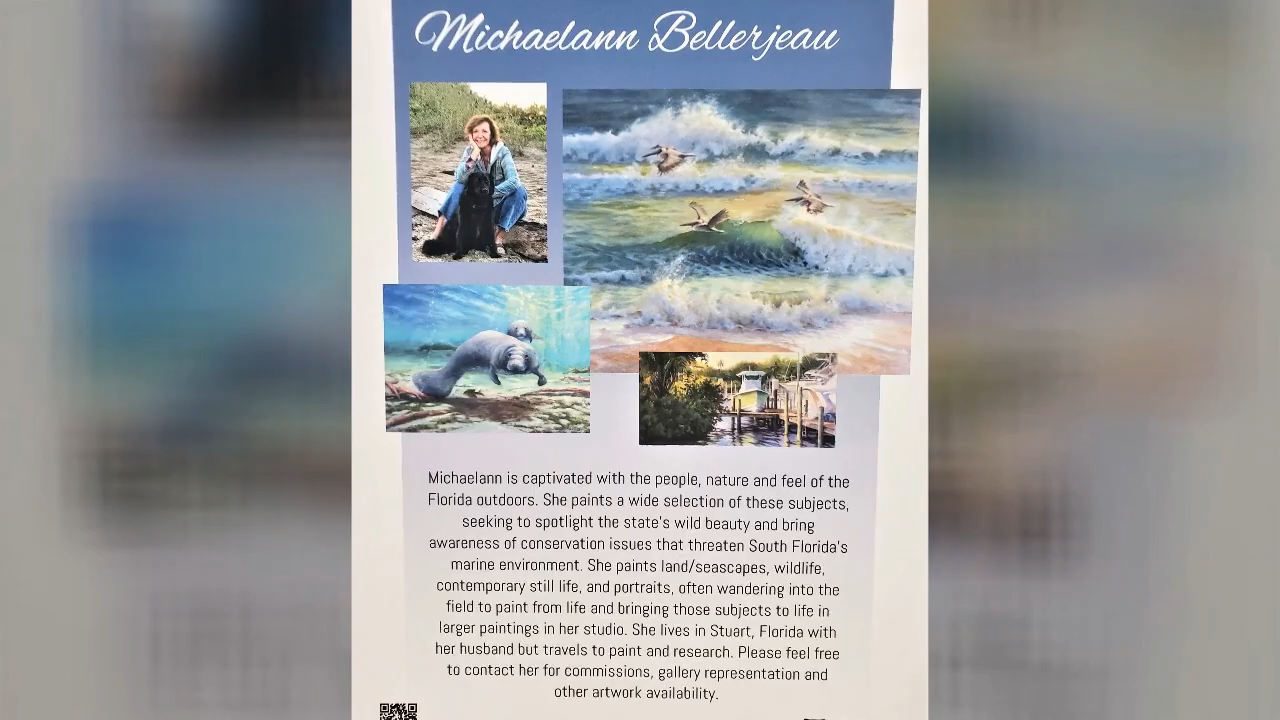 Michaelann Bellerjeau
Michaelann is captivated with the people, nature and feel of the
Florida outdoors. She paints a wide selection of these subjects,
seeking to spotlight the state's wild beauty and bring
awareness of conservation issues that threaten South Florida's
marine environment. She paints land/seascapes, wildlife,
contemporary still life, and portraits, often wandering into the
field to paint from life and bringing those subjects to life in
larger paintings in her studio. She lives in Stuart, Florida with
her husband but travels to paint and research. Please feel free
to contact her for commissions, gallery representation and
other artwork availability.